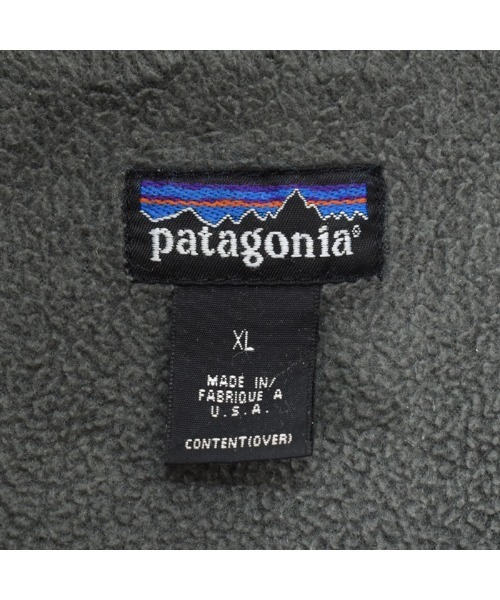 patagonia®
XL
MADE IN/
FABRIQUE A
U.S.A.
CONTENT(OVER)